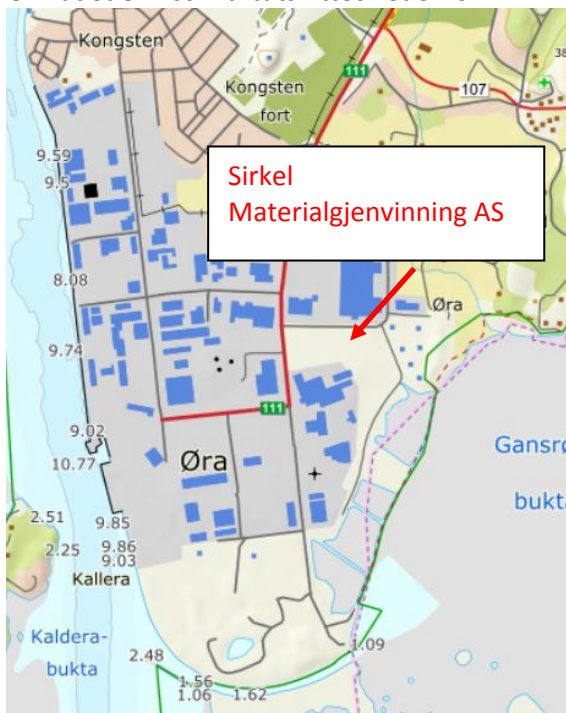 Kongsten
111
107
38
Kongsten
fort
9.59
9.5
Sirkel
Materialgjenvinning AS
8.08
Øra
9.74
111
9.02
Øra
10.77
Gansrø
bukta
2.51
9.85
2.25
9.86
9.03
Kallera
Kaldera-
bukta
2.48
1.09
1.56
1.06
1.62